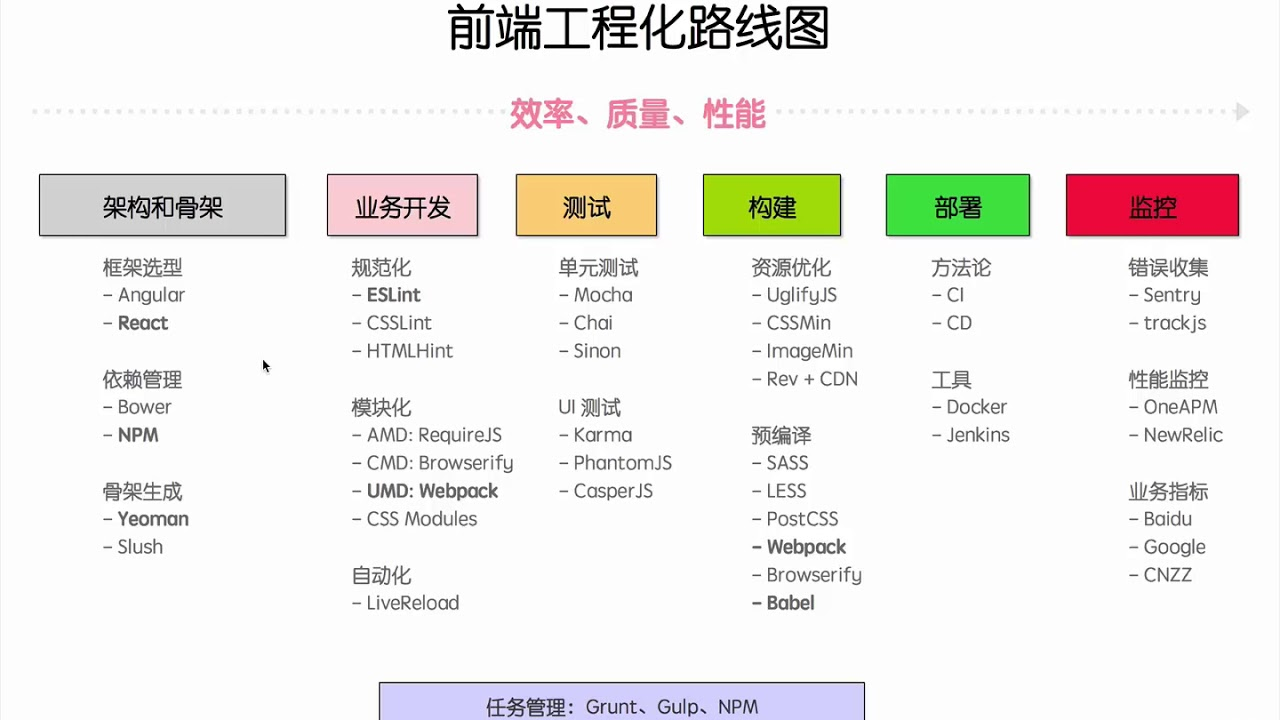 前端工程化路线图
效率、质量、性能
架构和骨架
框架选型
- Angular
- React
依赖管理
- Bower
- NPM
骨架生成
- Yeoman
- Slush
业务开发
规范化
- ESLint
- CSSLint
- HTMLHint
模块化
- AMD: RequireJS
- CMD: Browserify
- UMD: Webpack
- CSS Modules
自动化
- LiveReload
测试
单元测试
- Mocha
- Chai
- Sinon
UI 测试
- Karma
- PhantomJS
- CasperJS
构建
资源优化
- UglifyJS
- CSSMin
- ImageMin
- Rev + CDN
预编译
- SASS
- LESS
- PostCSS
- Webpack
- Browserify
- Babel
部署
方法论
- CI
- CD
工具
- Docker
- Jenkins
监控
错误收集
- Sentry
- trackjs
性能监控
- OneAPM
- NewRelic
业务指标
- Baidu
- Google
- CNZZ
任务管理：Grunt、Gulp、NPM